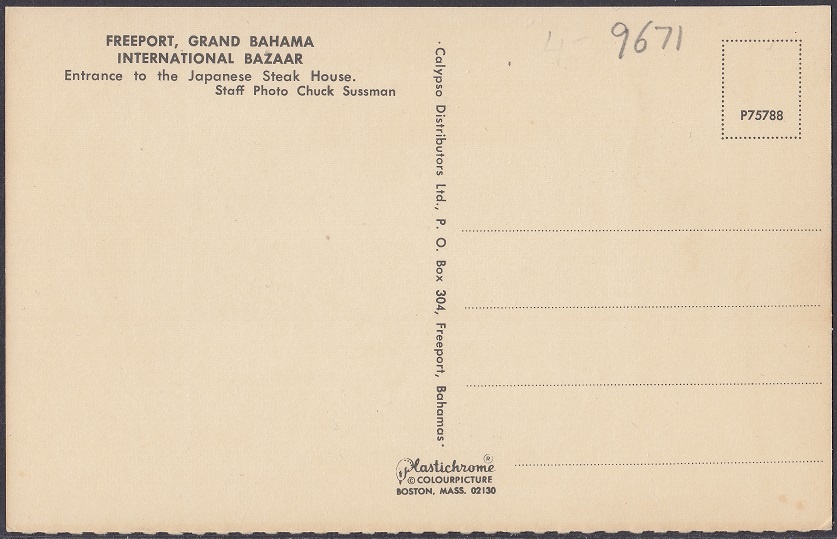 FREEPORT, GRAND BAHAMA
INTERNATIONAL BAZAAR
Entrance to the Japanese Steak House.
Staff Photo Chuck Sussman
· Calypso Distributors Ltd., P. O. Box 304, Freeport, Bahamas ·
9671
P75788
Plastichrome ®
© COLOURPICTURE
BOSTON, MASS. 02130